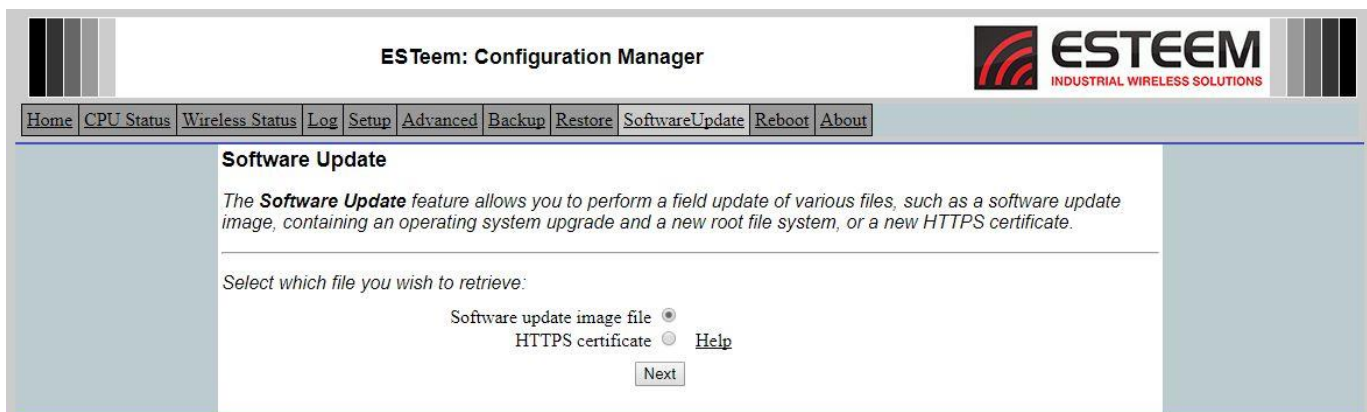 ESTeem: Configuration Manager
ESTEEM
INDUSTRIAL WIRELESS SOLUTIONS
Home CPU Status Wireless Status Log Setup Advanced Backup Restore SoftwareUpdate Reboot About
Software Update
The Software Update feature allows you to perform a field update of various files, such as a software update
image, containing an operating system upgrade and a new root file system, or a new HTTPS certificate.
Select which file you wish to retrieve:
Software update image file
HTTPS certificate Help
Next